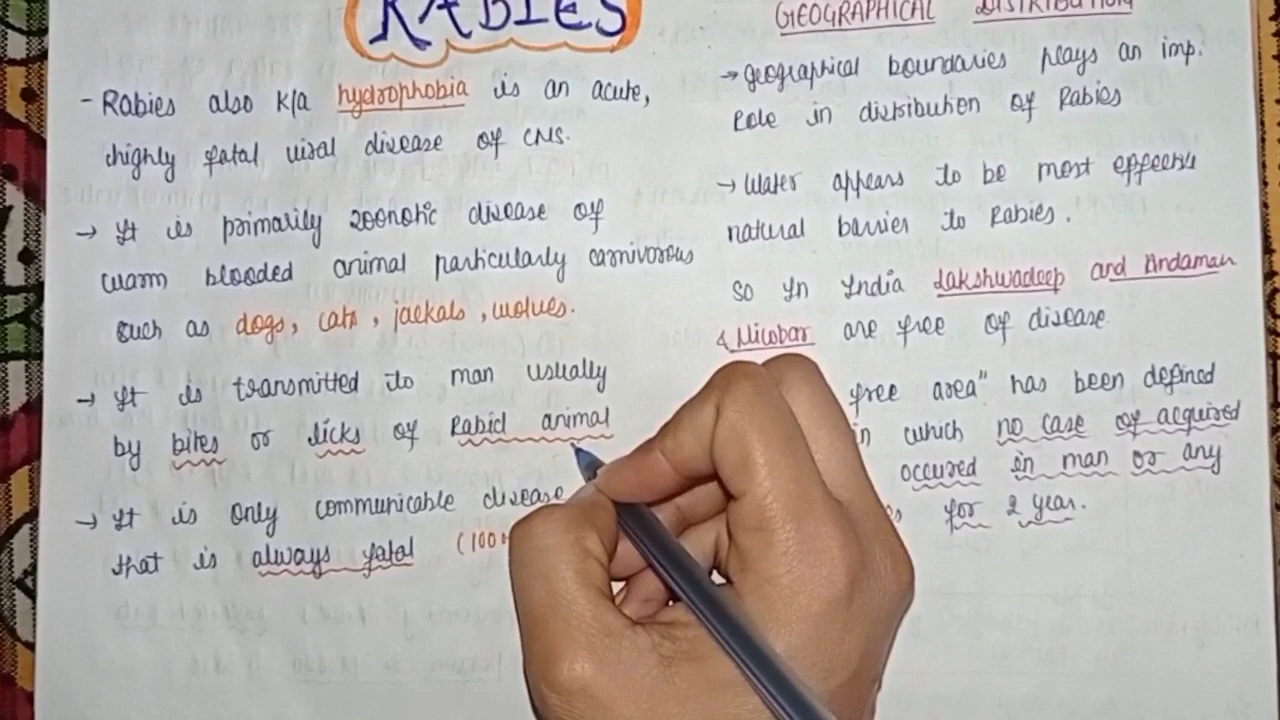 RABIES
- Rabies also K/a hydrophobia is an acute,
highly fatal viral disease of CNS.
→ It is primarily zoonotic disease of
warm blooded animal particularly carnivorous
such as dogs, cats, jackals, wolves.
→ It is transmitted to man usually
by bites or licks of Rabid animal
→ It is only communicable disease
that is always fatal (100
GEOGRAPHICAL DISTRIBUTION
→ geographical boundaries plays an imp.
Role in distribution of Rabies
→ Water appears to be most effective
natural barrier to Rabies.
So In India Lakshwadeep and Andaman
& Nicobar are free of disease
free area" has been defined
in which no case of acquired
occured in man or any
for 2 year.